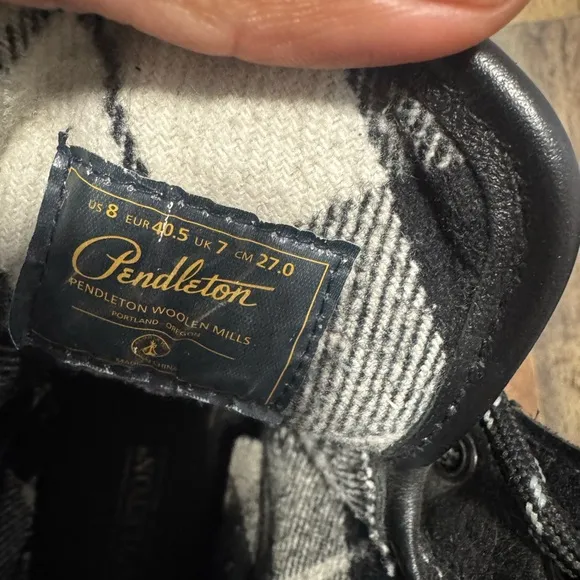 US 8 EUR 40.5 UK 7 CM 27.0
Pendleton
PENDLETON WOOLEN MILLS
PORTLAND · OREGON